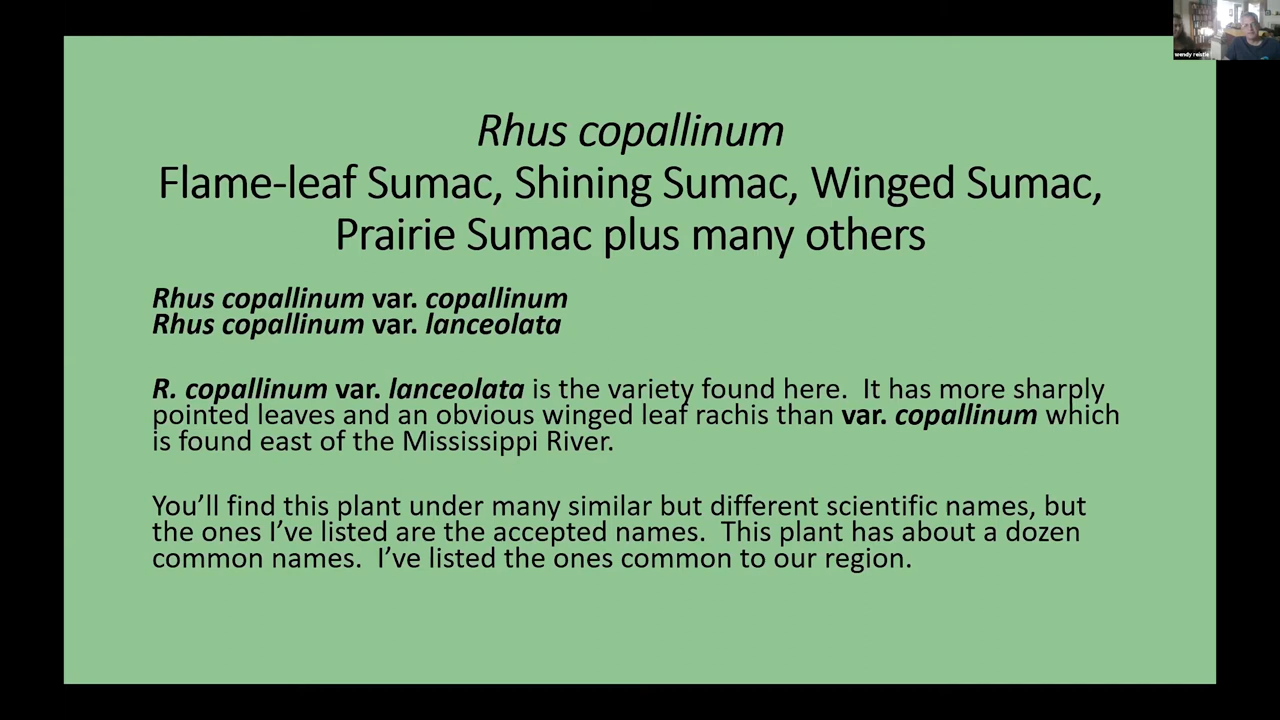 Rhus copallinum
Flame-leaf Sumac, Shining Sumac, Winged Sumac,
Prairie Sumac plus many others
Rhus copallinum var. copallinum
Rhus copallinum var. lanceolata
R. copallinum var. lanceolata is the variety found here.  It has more sharply
pointed leaves and an obvious winged leaf rachis than var. copallinum which
is found east of the Mississippi River.
You’ll find this plant under many similar but different scientific names, but
the ones I’ve listed are the accepted names.  This plant has about a dozen
common names.  I’ve listed the ones common to our region.
wendy reistle